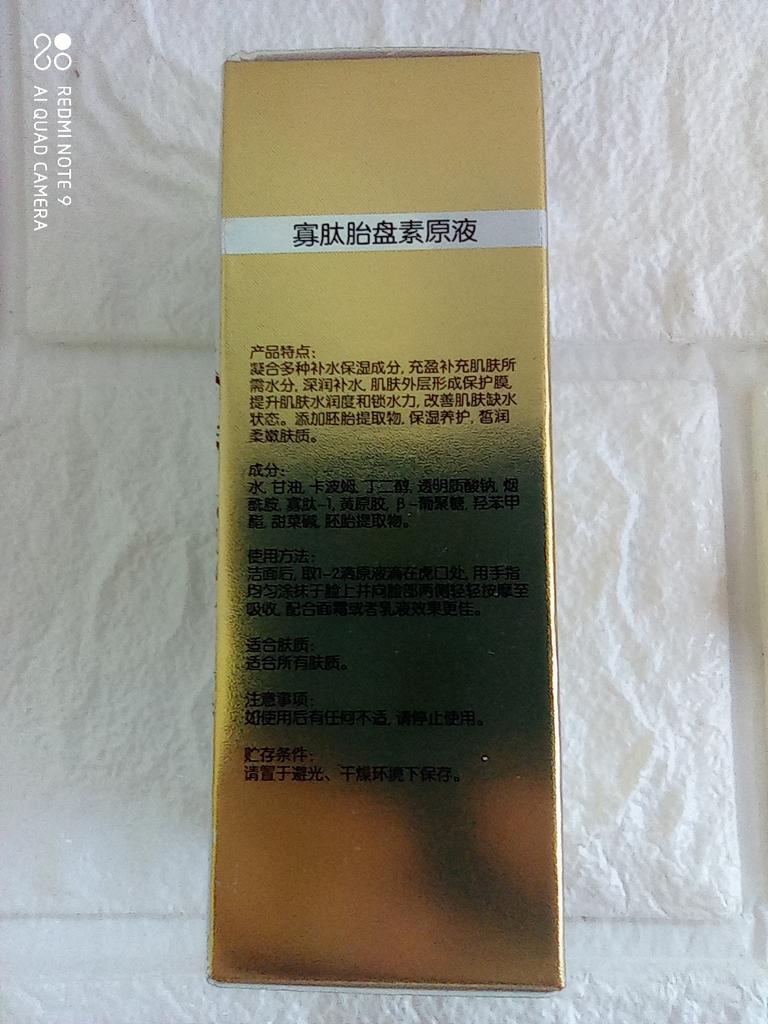 REDMI NOTE 9
AI QUAD CAMERA
寡肽胎盘素原液
产品特点:
凝合多种补水保湿成分, 充盈补充肌肤所
需水分, 深润补水, 肌肤外层形成保护膜,
提升肌肤水润度和锁水力, 改善肌肤缺水
状态。添加胚胎提取物, 保湿养护, 皙润
柔嫩肤质。
成分:
水, 甘油, 卡波姆, 丁二醇, 透明质酸钠, 烟
酰胺, 寡肽-1, 黄原胶, β-葡聚糖, 羟苯甲
酯, 甜菜碱, 胚胎提取物。
使用方法:
洁面后, 取1-2滴原液滴在虎口处, 用手指
均匀涂抹于脸上并向脸部两侧轻轻按摩至
吸收, 配合面霜或者乳液效果更佳。
适合肤质:
适合所有肤质。
注意事项:
如使用后有任何不适, 请停止使用。
贮存条件:
请置于避光、干燥环境下保存。